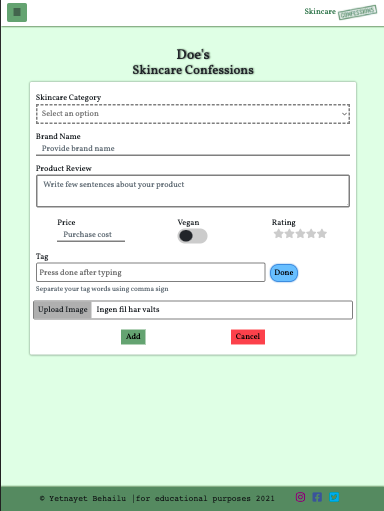 Skincare CONFESSIONS
Doe's
Skincare Confessions
Skincare Category
Select an option
Brand Name
Provide brand name
Product Review
Write few sentences about your product
Price Vegan Rating
Purchase cost
Tag
Press done after typing Done
Separate your tag words using comma sign
Upload Image Ingen fil har valts
Add Cancel
© Yetnayet Behailu |for educational purposes 2021